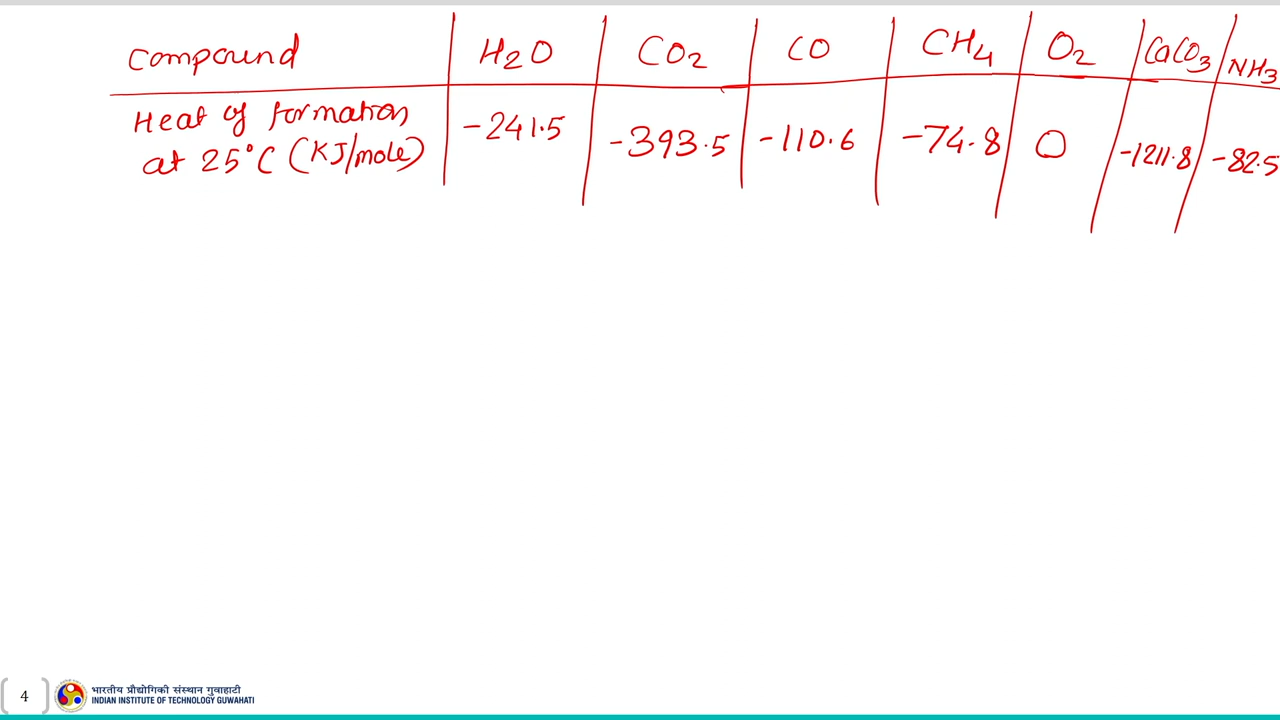 Compound | H2O | CO2 | CO | CH4 | O2 | CaCO3 | NH3
Heat of formation at 25°C (KJ/mole) | -241.5 | -393.5 | -110.6 | -74.8 | 0 | -1211.8 | -82.5
4
भारतीय प्रौद्योगिकी संस्थान गुवाहाटी
INDIAN INSTITUTE OF TECHNOLOGY GUWAHATI